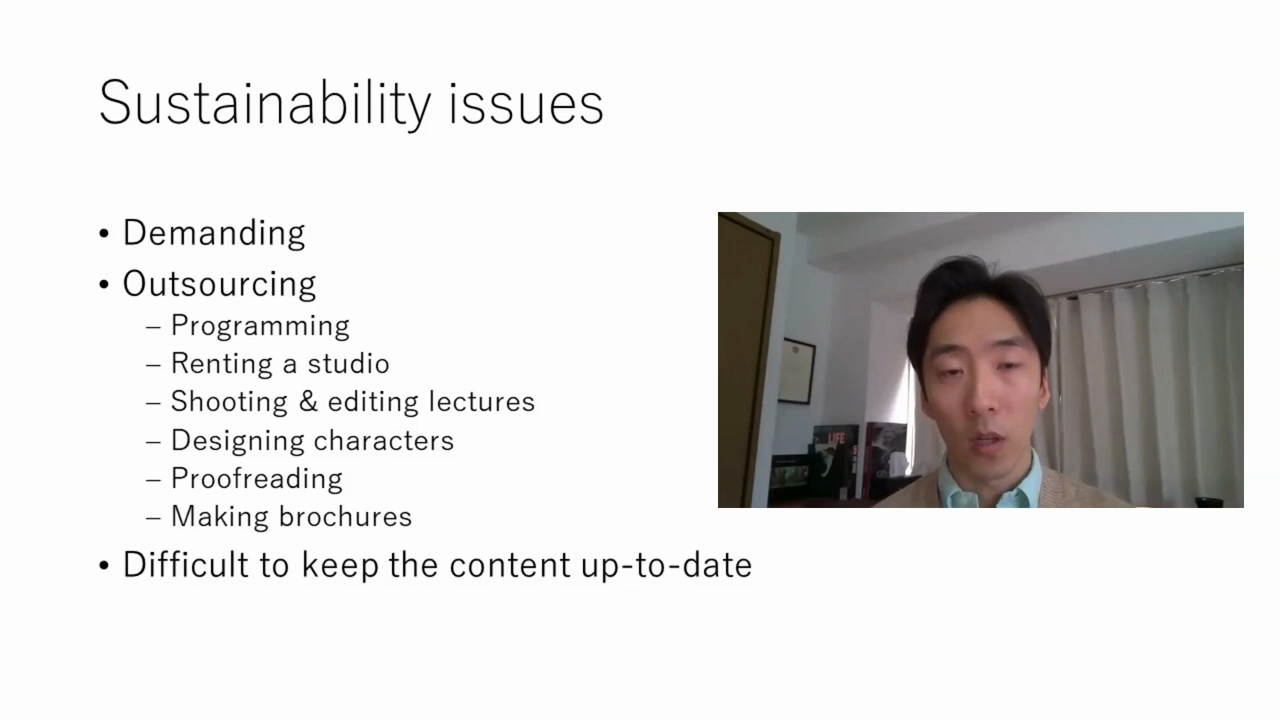 Sustainability issues
• Demanding
• Outsourcing
– Programming
– Renting a studio
– Shooting & editing lectures
– Designing characters
– Proofreading
– Making brochures
• Difficult to keep the content up-to-date
LIFE